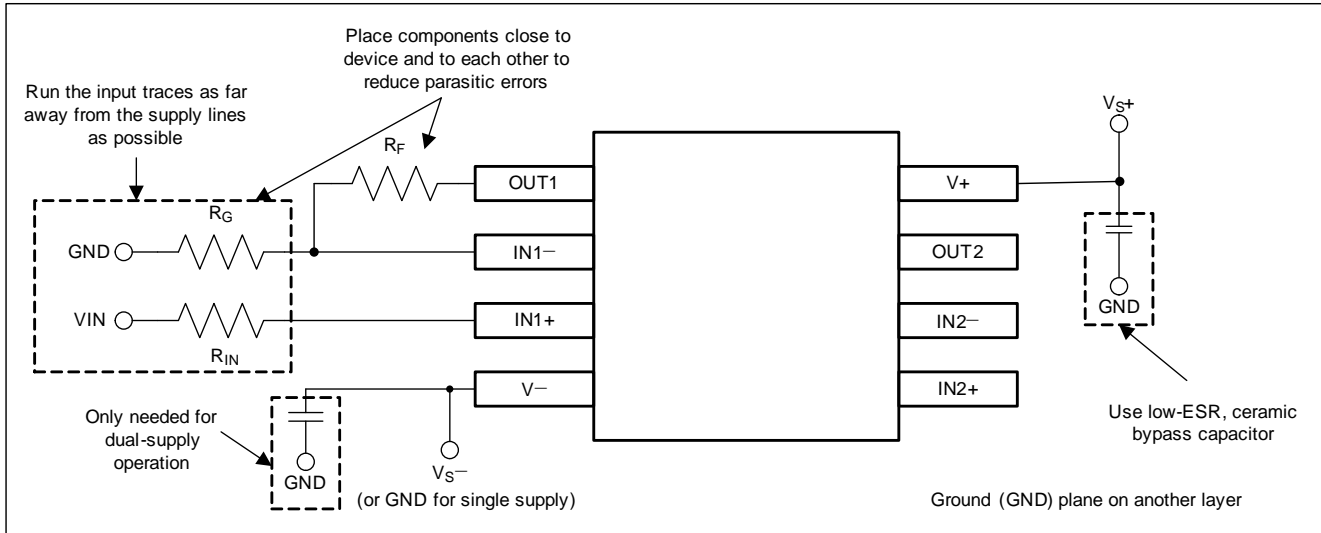 Place components close to
device and to each other to
reduce parasitic errors
Run the input traces as far
away from the supply lines
as possible
VS+
RF
OUT1
V+
RG
GND
IN1−
OUT2
GND
VIN
IN1+
IN2−
RIN
V−
IN2+
Only needed for
dual-supply
operation
Use low-ESR, ceramic
bypass capacitor
GND
VS−
(or GND for single supply)
Ground (GND) plane on another layer